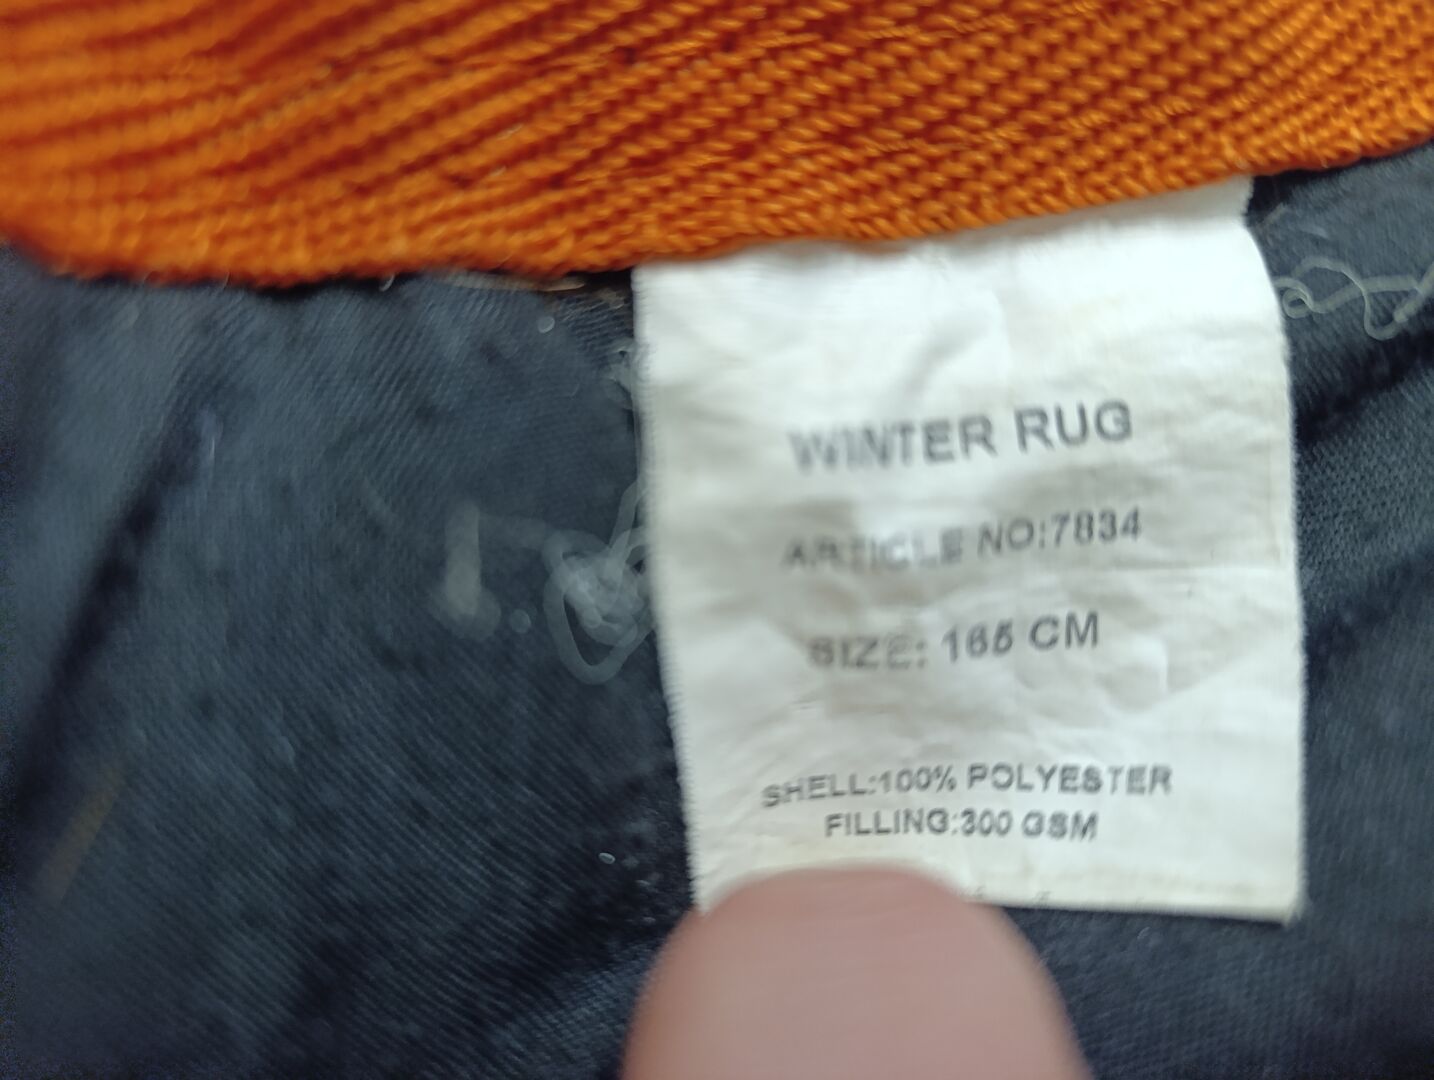 WINTER RUG
ARTICLE NO:7834
SIZE: 165 CM
SHELL:100% POLYESTER
FILLING:300 GSM